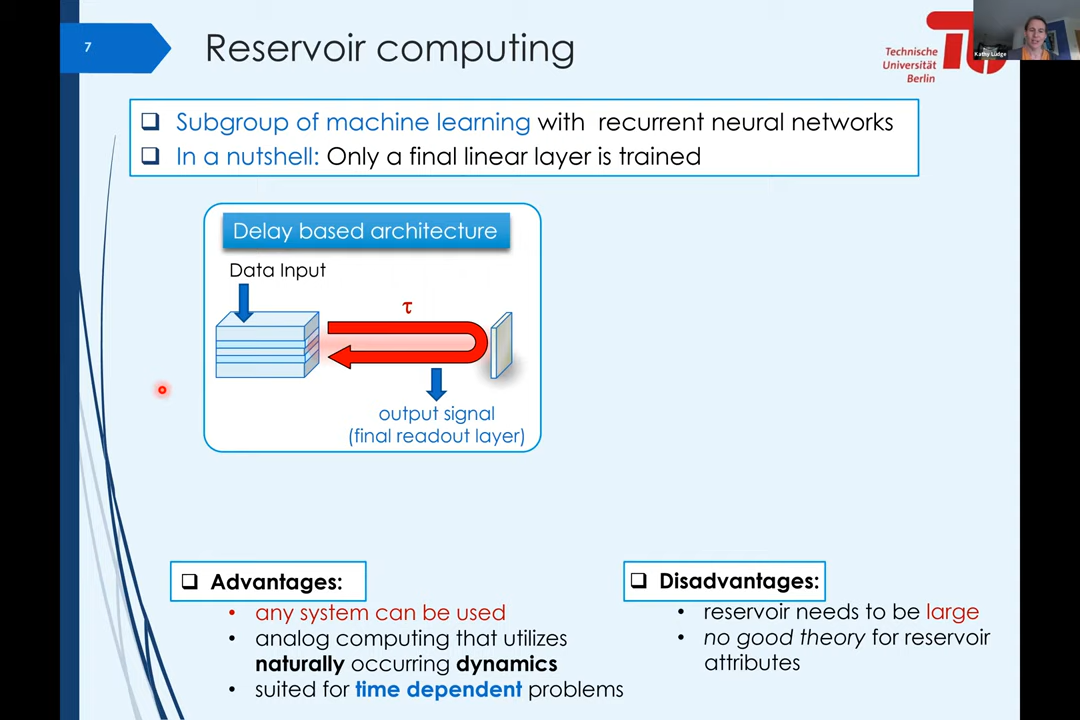 7
Reservoir computing
Technische
Universität
Berlin
Kathy Lüdge
❑ Subgroup of machine learning with recurrent neural networks
❑ In a nutshell: Only a final linear layer is trained
Delay based architecture
Data Input
τ
output signal
(final readout layer)
❑ Advantages:
• any system can be used
• analog computing that utilizes
naturally occurring dynamics
• suited for time dependent problems
❑ Disadvantages:
• reservoir needs to be large
• no good theory for reservoir
attributes